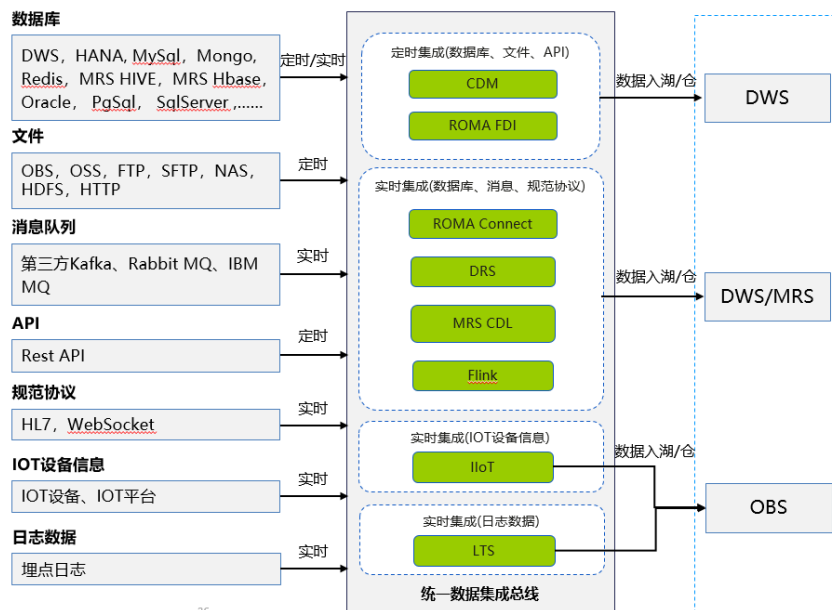 数据库
DWS，HANA, MySql，Mongo,
Redis，MRS HIVE，MRS Hbase，
Oracle， PgSql， SqlServer ,......
定时/实时
文件
OBS，OSS，FTP，SFTP，NAS，
HDFS，HTTP
定时
消息队列
第三方Kafka、Rabbit MQ、IBM
MQ
实时
API
Rest API
定时
规范协议
HL7，WebSocket
实时
IOT设备信息
IOT设备、IOT平台
实时
日志数据
埋点日志
实时
定时集成(数据库、文件、API)
CDM
ROMA FDI
实时集成(数据库、消息、规范协议)
ROMA Connect
DRS
MRS CDL
Flink
实时集成(IOT设备信息)
IIoT
实时集成(日志数据)
LTS
统一数据集成总线
数据入湖/仓
DWS
数据入湖/仓
DWS/MRS
数据入湖/仓
OBS